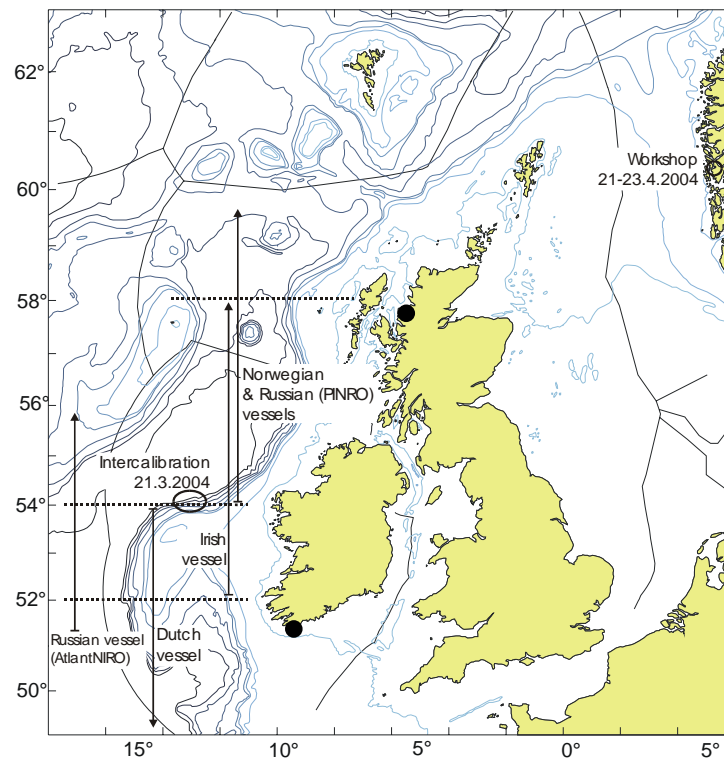 62°
Workshop
21-23.4.2004
60°
58°
Norwegian
& Russian (PINRO)
vessels
56°
Intercalibration
21.3.2004
54°
Irish
vessel
52°
Russian vessel
(AtlantNIRO)
Dutch
vessel
50°
15°
10°
5°
0°
5°